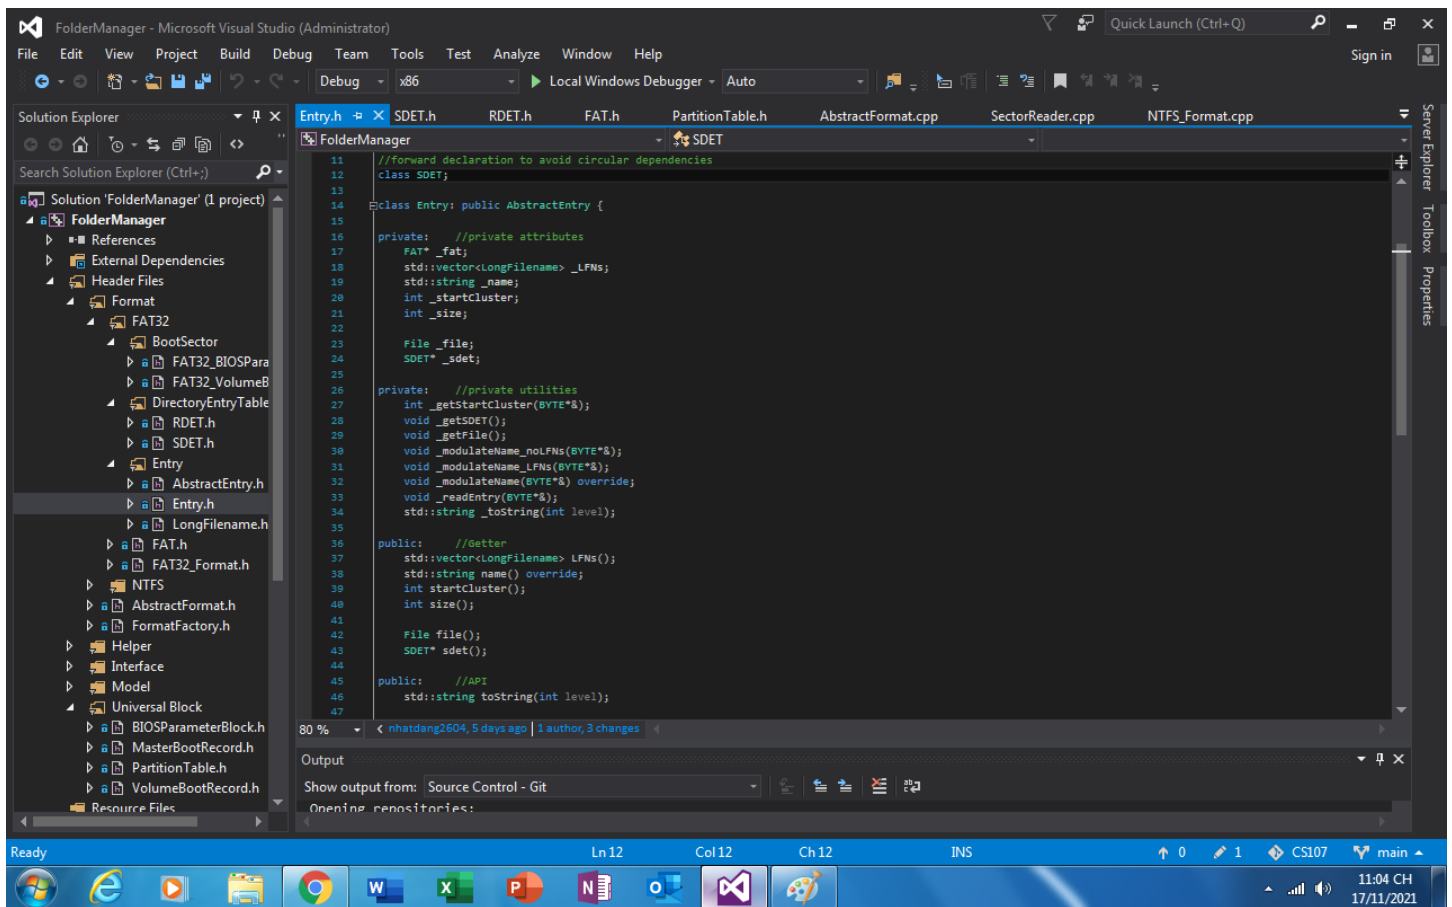 FolderManager - Microsoft Visual Studio (Administrator)
Quick Launch (Ctrl+Q)
File Edit View Project Build Debug Team Tools Test Analyze Window Help
Sign in
Debug x86 Local Windows Debugger Auto
Solution Explorer
Search Solution Explorer (Ctrl+;)
Solution 'FolderManager' (1 project)
FolderManager
References
External Dependencies
Header Files
Format
FAT32
BootSector
FAT32_BIOSPara
FAT32_VolumeB
DirectoryEntryTable
RDET.h
SDET.h
Entry
AbstractEntry.h
Entry.h
LongFilename.h
FAT.h
FAT32_Format.h
NTFS
AbstractFormat.h
FormatFactory.h
Helper
Interface
Model
Universal Block
BIOSParameterBlock.h
MasterBootRecord.h
PartitionTable.h
VolumeBootRecord.h
Resource Files
Entry.h SDET.h RDET.h FAT.h PartitionTable.h AbstractFormat.cpp SectorReader.cpp NTFS_Format.cpp
FolderManager SDET
11 //forward declaration to avoid circular dependencies
12 class SDET;
13
14 class Entry: public AbstractEntry {
15
16 private: //private attributes
17 FAT* _fat;
18 std::vector<LongFilename> _LFNs;
19 std::string _name;
20 int _startCluster;
21 int _size;
22
23 File _file;
24 SDET* _sdet;
25
26 private: //private utilities
27 int _getStartCluster(BYTE*&);
28 void _getSDET();
29 void _getFile();
30 void _modulateName_noLFNs(BYTE*&);
31 void _modulateName_LFNs(BYTE*&);
32 void _modulateName(BYTE*&) override;
33 void _readEntry(BYTE*&);
34 std::string _toString(int level);
35
36 public: //Getter
37 std::vector<LongFilename> LFNs();
38 std::string name() override;
39 int startCluster();
40 int size();
41
42 File file();
43 SDET* sdet();
44
45 public: //API
46 std::string toString(int level);
47
80 % nhatdang2604, 5 days ago | 1 author, 3 changes
Output
Show output from: Source Control - Git
Opening repositories:
Server Explorer
Toolbox
Properties
Ready Ln 12 Col 12 Ch 12 INS 0 1 CS107 main
11:04 CH
17/11/2021